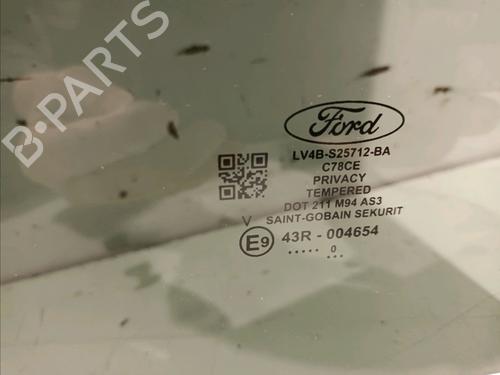 B-PARTS
Ford
LV4B-S25712-BA
C78CE
PRIVACY
TEMPERED
DOT 211 M94 AS3
V SAINT-GOBAIN SEKURIT
E9 43R - 004654
..... 0
...